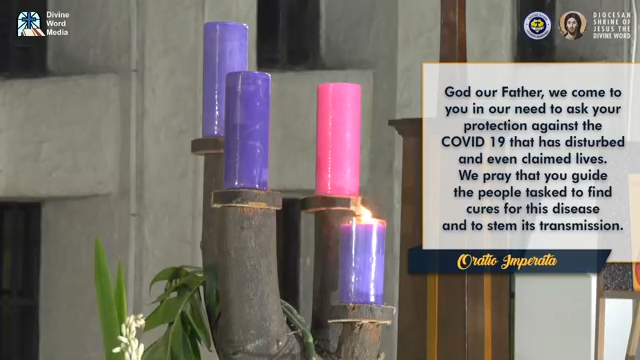 Divine
Word
Media
DIOCESAN
SHRINE OF
JESUS THE
DIVINE WORD
God our Father, we come to
you in our need to ask your
protection against the
COVID 19 that has disturbed
and even claimed lives.
We pray that you guide
the people tasked to find
cures for this disease
and to stem its transmission.
Oratio Imperata